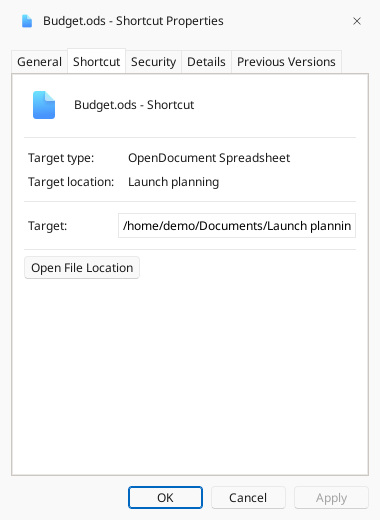 Budget.ods - Shortcut Properties
General Shortcut Security Details Previous Versions
Budget.ods - Shortcut
Target type: OpenDocument Spreadsheet
Target location: Launch planning
Target: /home/demo/Documents/Launch plannin
Open File Location
OK Cancel Apply